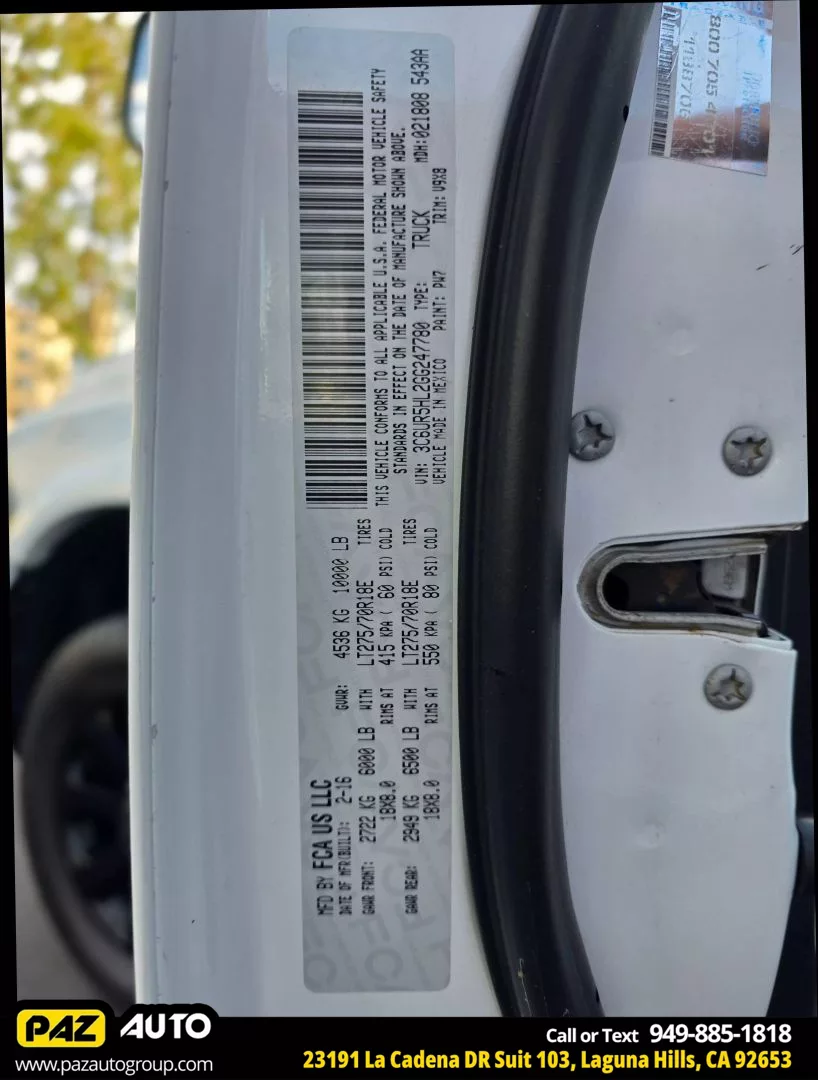 MFD BY FCA US LLC
DATE OF MFR(BUILT): 2-16 GVWR: 4536 KG 10000 LB
GAWR FRONT: 2722 KG 6000 LB WITH LT275/70R18E TIRES
18X8.0 RIMS AT 415 KPA ( 60 PSI) COLD
GAWR REAR: 2949 KG 6500 LB WITH LT275/70R18E TIRES
18X8.0 RIMS AT 550 KPA ( 80 PSI) COLD
THIS VEHICLE CONFORMS TO ALL APPLICABLE U.S.A. FEDERAL MOTOR VEHICLE SAFETY
STANDARDS IN EFFECT ON THE DATE OF MANUFACTURE SHOWN ABOVE.
VIN: 3C6UR5HL2GG247780 TYPE: TRUCK MDH:021808 543AA
VEHICLE MADE IN MEXICO PAINT: PW7 TRIM: V9X8
PAZ AUTO
www.pazautogroup.com
Call or Text 949-885-1818
23191 La Cadena DR Suit 103, Laguna Hills, CA 92653